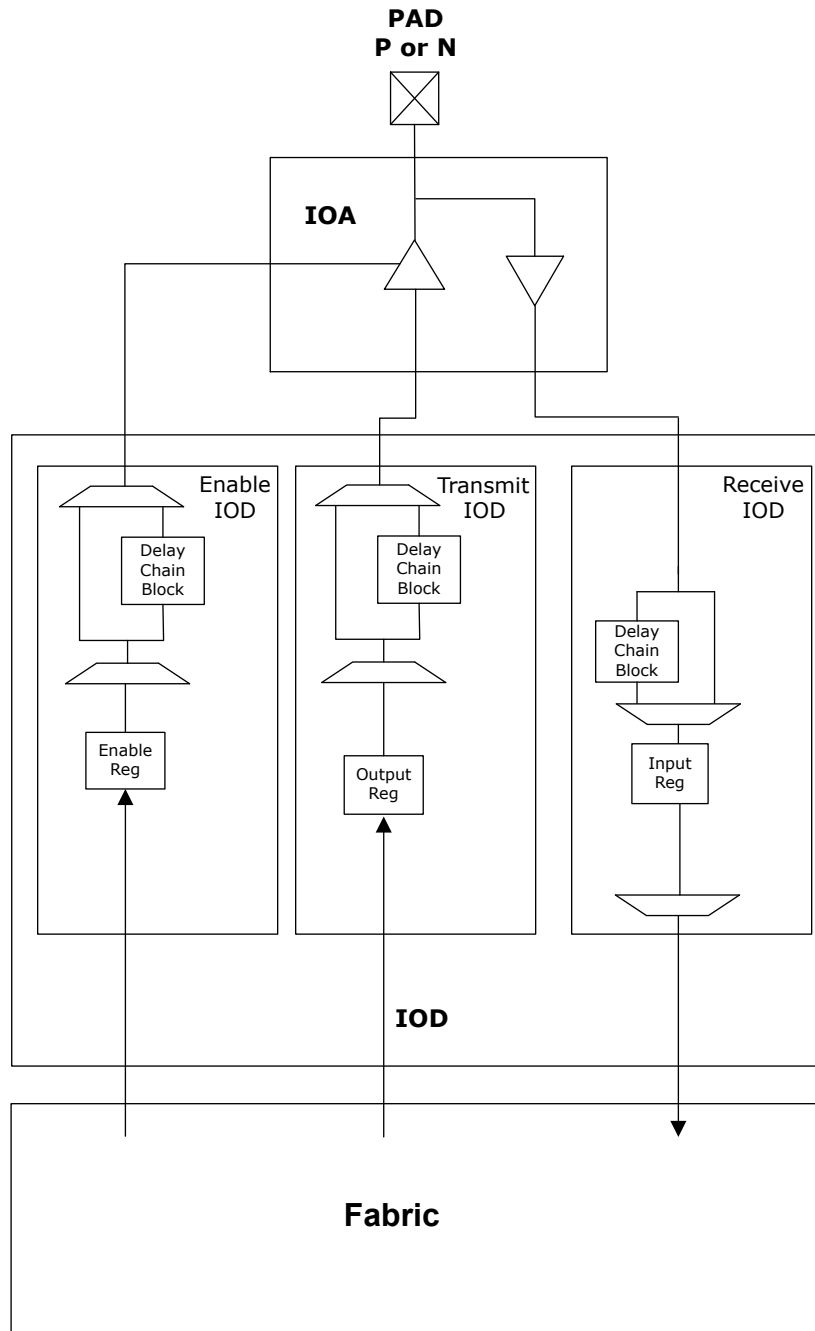 PAD
P or N
IOA
Enable
IOD
Delay
Chain
Block
Enable
Reg
Transmit
IOD
Delay
Chain
Block
Output
Reg
Receive
IOD
Delay
Chain
Block
Input
Reg
IOD
Fabric